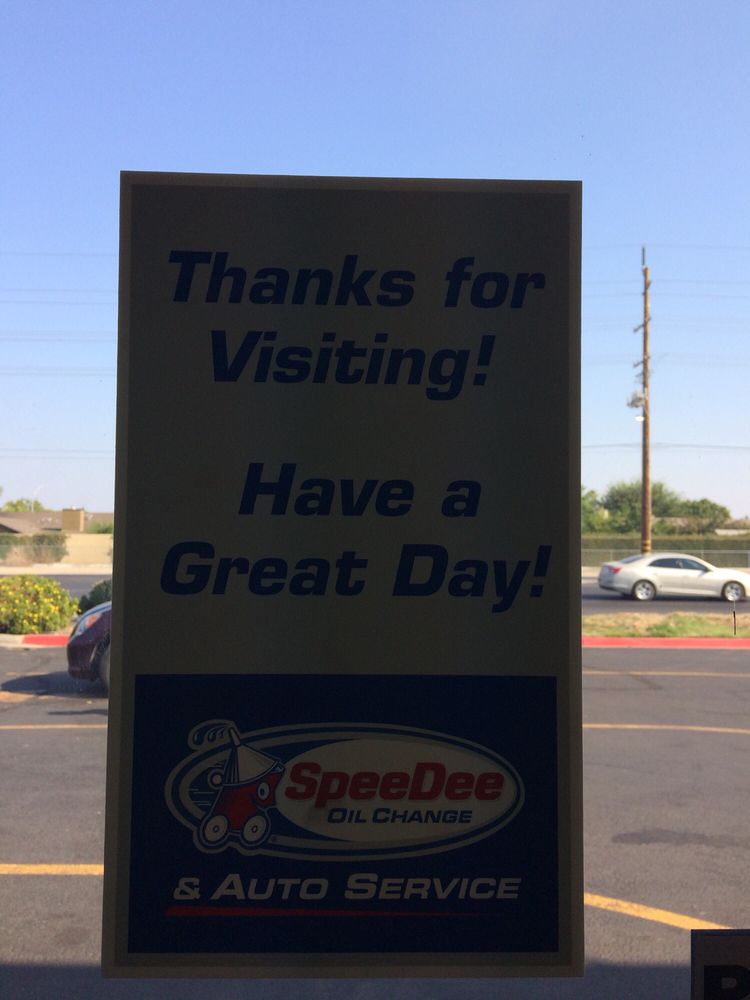 Thanks for
Visiting!
Have a
Great Day!
SpeeDee
OIL CHANGE
& AUTO SERVICE